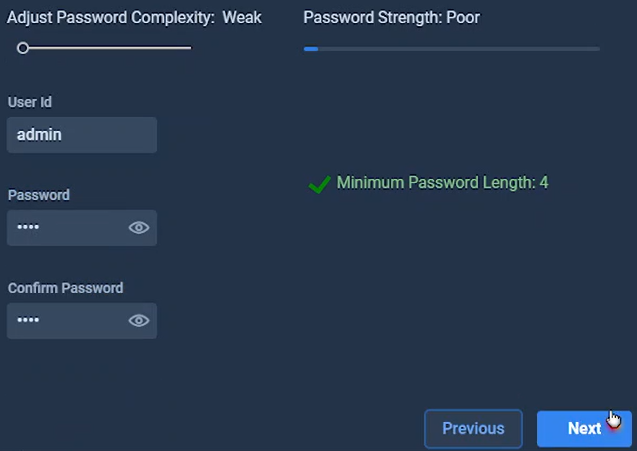 Adjust Password Complexity: Weak
Password Strength: Poor
User Id
admin
Minimum Password Length: 4
Password
••••
Confirm Password
••••
Previous
Next